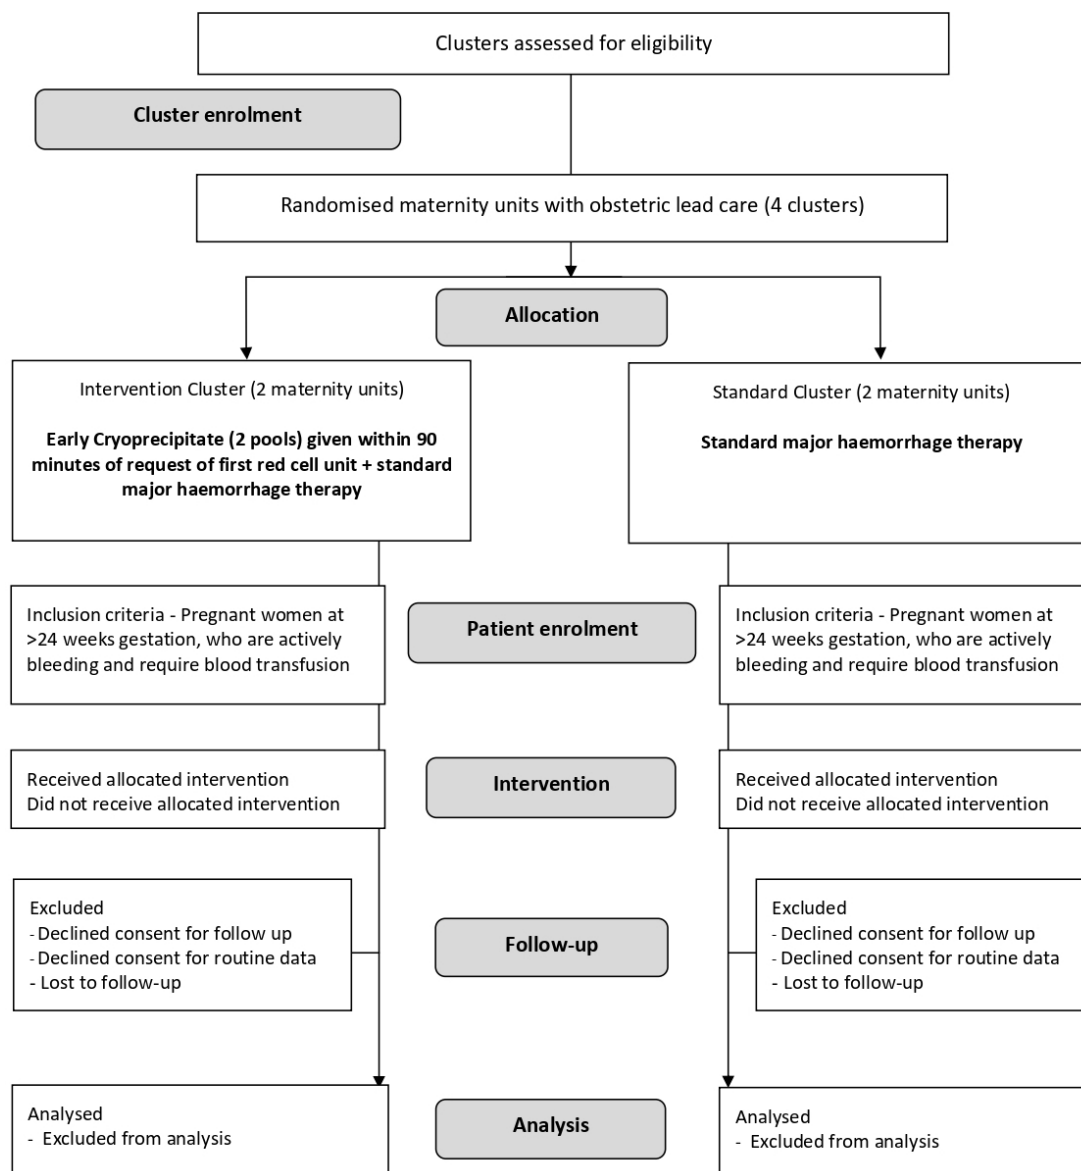 Clusters assessed for eligibility
Cluster enrolment
Randomised maternity units with obstetric lead care (4 clusters)
Allocation
Intervention Cluster (2 maternity units)
Early Cryoprecipitate (2 pools) given within 90
minutes of request of first red cell unit + standard
major haemorrhage therapy
Standard Cluster (2 maternity units)
Standard major haemorrhage therapy
Inclusion criteria - Pregnant women at
>24 weeks gestation, who are actively
bleeding and require blood transfusion
Patient enrolment
Inclusion criteria - Pregnant women at
>24 weeks gestation, who are actively
bleeding and require blood transfusion
Received allocated intervention
Did not receive allocated intervention
Intervention
Received allocated intervention
Did not receive allocated intervention
Excluded
- Declined consent for follow up
- Declined consent for routine data
- Lost to follow-up
Follow-up
Excluded
- Declined consent for follow up
- Declined consent for routine data
- Lost to follow-up
Analysed
- Excluded from analysis
Analysis
Analysed
- Excluded from analysis